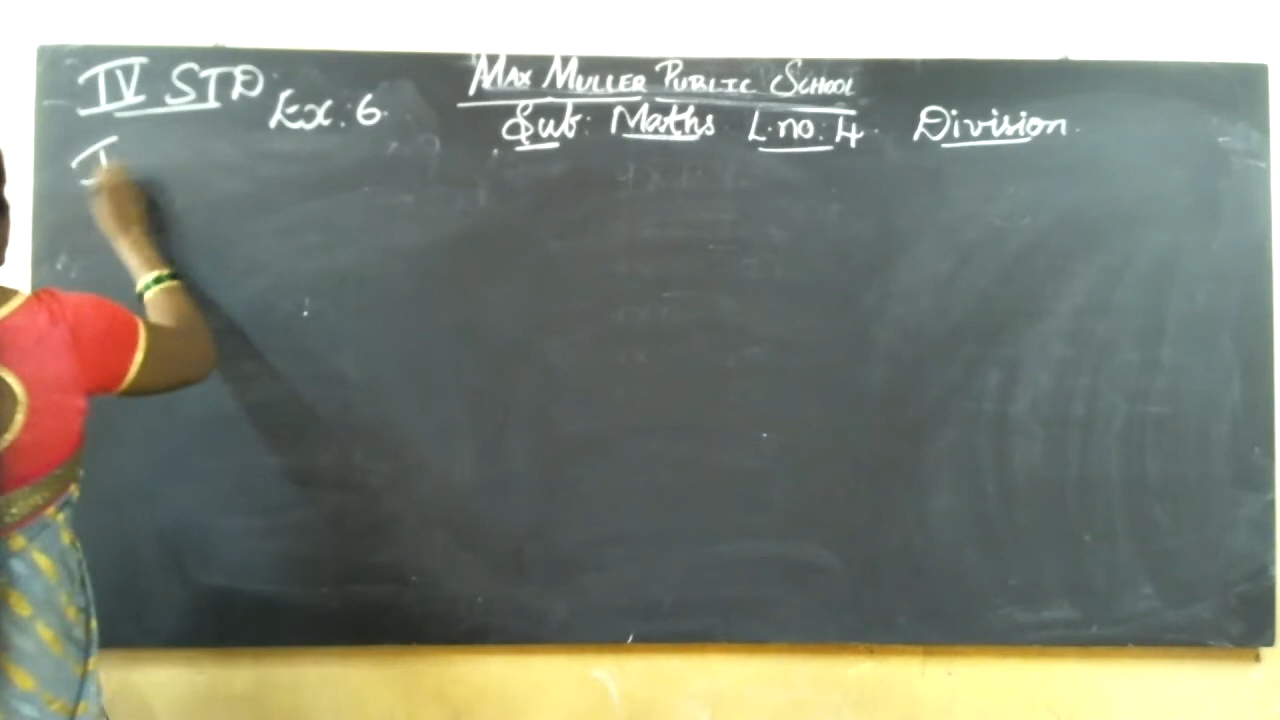 MAX MULLER PUBLIC SCHOOL
IV STD Ex: 6. Sub: Maths L.no: 4. Division.
I